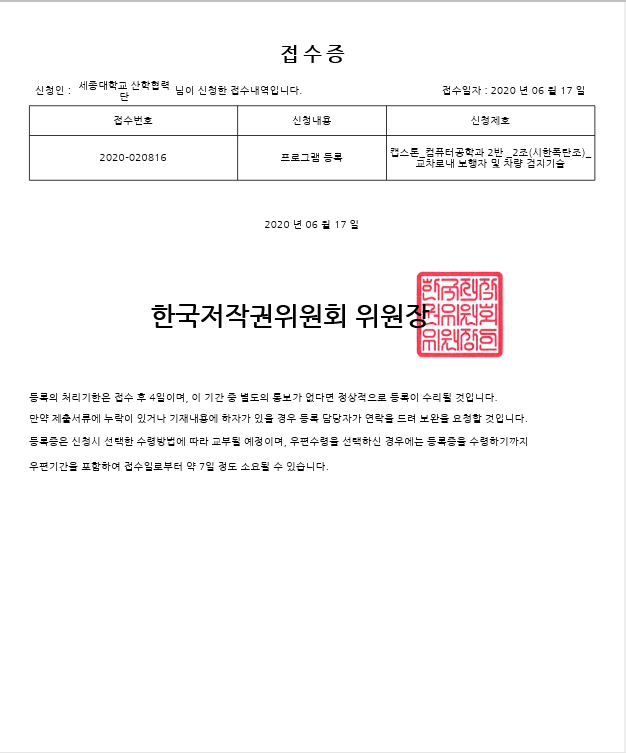 접 수 증
신청인 : 세종대학교 산학협력
단
님이 신청한 접수내역입니다.
접수일자 : 2020 년 06 월 17 일
접수번호 신청내용 신청제호
2020-020816 프로그램 등록 캡스톤_컴퓨터공학과 2반 _2조(시한폭탄조)_
교차로내 보행자 및 차량 검지기술
2020 년 06 월 17 일
한국저작권위원회 위원장
등록의 처리기한은 접수 후 4일이며, 이 기간 중 별도의 통보가 없다면 정상적으로 등록이 수리될 것입니다.
만약 제출서류에 누락이 있거나 기재내용에 하자가 있을 경우 등록 담당자가 연락을 드려 보완을 요청할 것입니다.
등록증은 신청시 선택한 수령방법에 따라 교부될 예정이며, 우편수령을 선택하신 경우에는 등록증을 수령하기까지
우편기간을 포함하여 접수일로부터 약 7일 정도 소요될 수 있습니다.